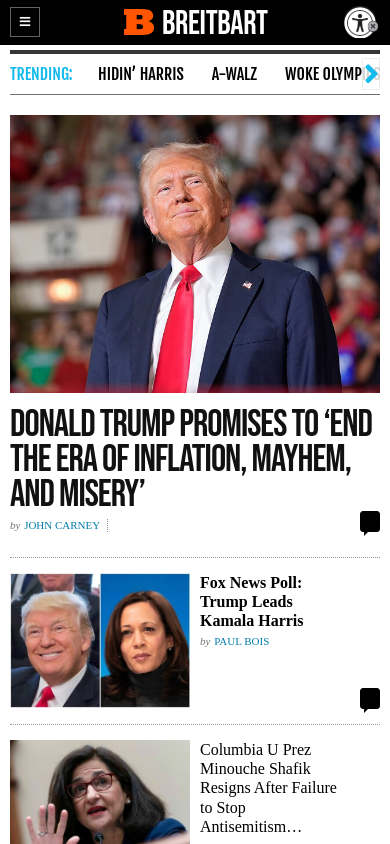 BREITBART
TRENDING: HIDIN’ HARRIS A-WALZ WOKE OLYMP
DONALD TRUMP PROMISES TO ‘END
THE ERA OF INFLATION, MAYHEM,
AND MISERY’
by JOHN CARNEY
Fox News Poll:
Trump Leads
Kamala Harris
by PAUL BOIS
Columbia U Prez
Minouche Shafik
Resigns After Failure
to Stop
Antisemitism…